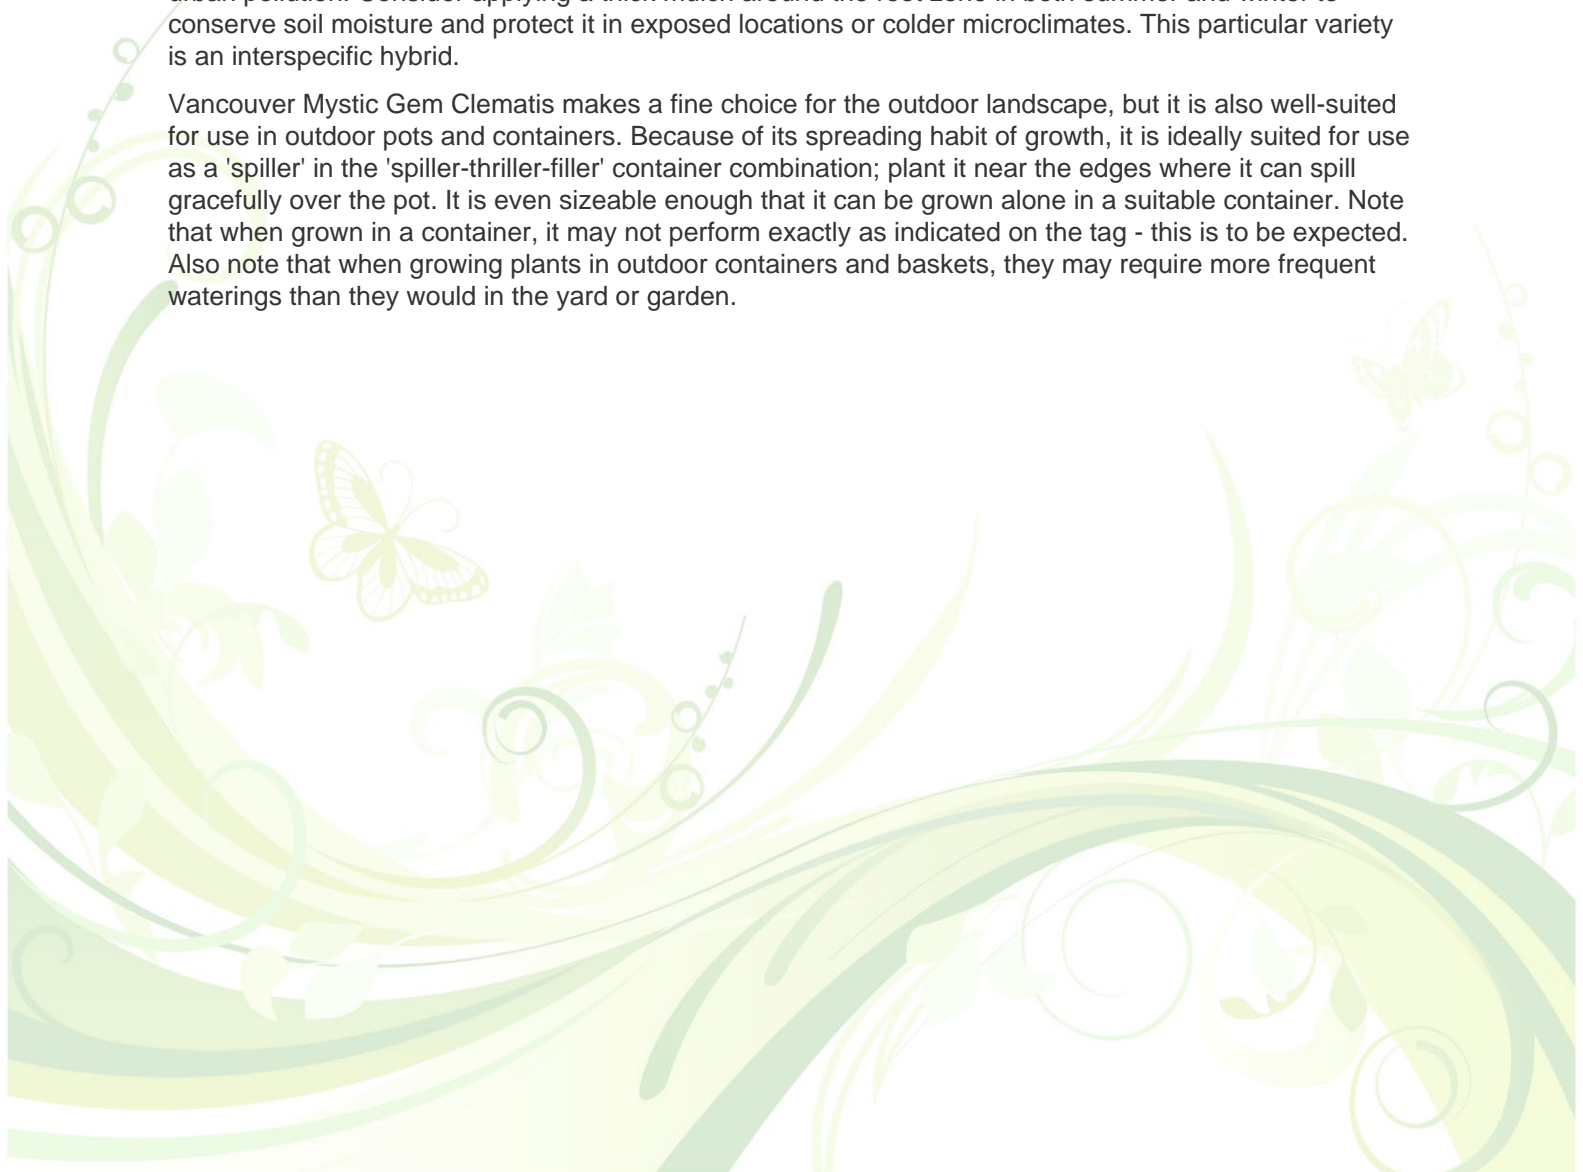 conserve soil moisture and protect it in exposed locations or colder microclimates. This particular variety
is an interspecific hybrid.
Vancouver Mystic Gem Clematis makes a fine choice for the outdoor landscape, but it is also well-suited
for use in outdoor pots and containers. Because of its spreading habit of growth, it is ideally suited for use
as a 'spiller' in the 'spiller-thriller-filler' container combination; plant it near the edges where it can spill
gracefully over the pot. It is even sizeable enough that it can be grown alone in a suitable container. Note
that when grown in a container, it may not perform exactly as indicated on the tag - this is to be expected.
Also note that when growing plants in outdoor containers and baskets, they may require more frequent
waterings than they would in the yard or garden.